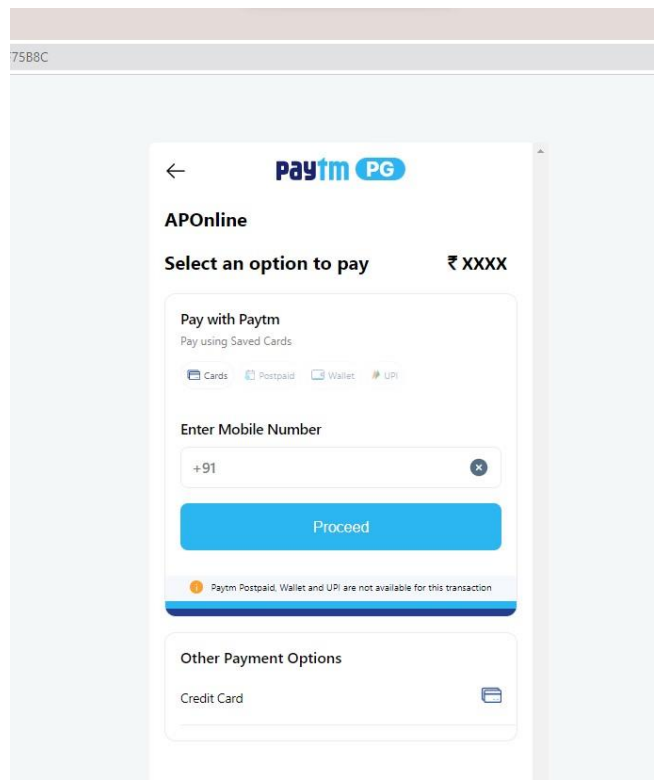 75B8C
paytm PG
APOnline
Select an option to pay ₹ XXXX
Pay with Paytm
Pay using Saved Cards
Cards Postpaid Wallet UPI
Enter Mobile Number
+91
Proceed
Paytm Postpaid, Wallet and UPI are not available for this transaction
Other Payment Options
Credit Card